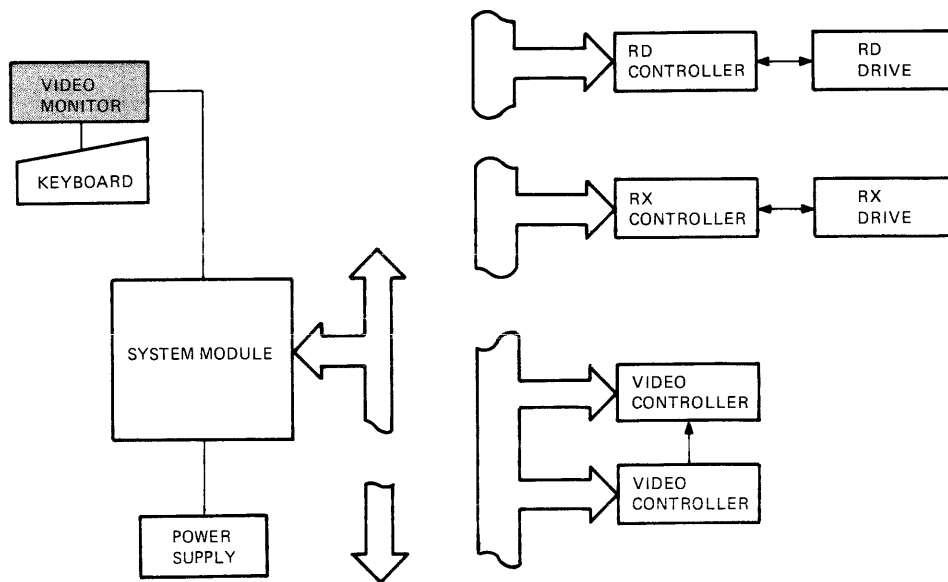 VIDEO
MONITOR
KEYBOARD
SYSTEM MODULE
POWER
SUPPLY
RD
CONTROLLER
RD
DRIVE
RX
CONTROLLER
RX
DRIVE
VIDEO
CONTROLLER
VIDEO
CONTROLLER